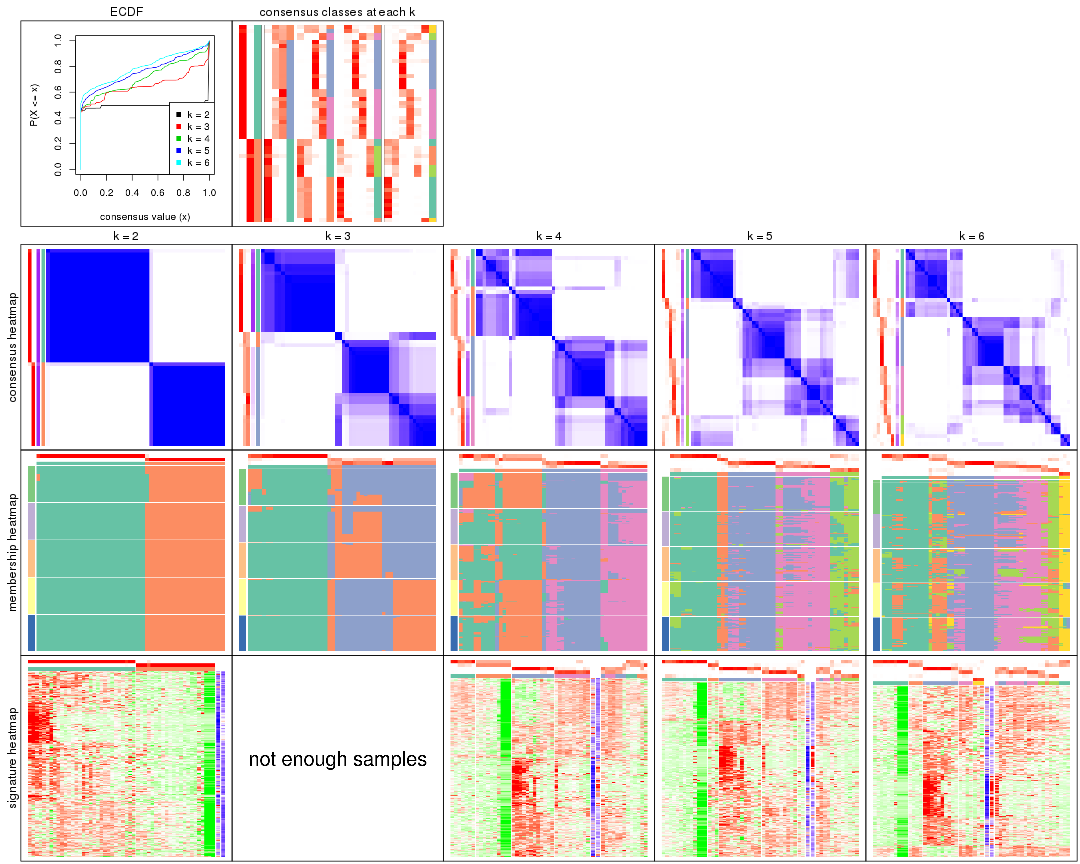 ECDF
consensus classes at each k
P(X <= x)
1.0
0.8
0.6
0.4
0.2
0.0
k = 2
k = 3
k = 4
k = 5
k = 6
0.0 0.2 0.4 0.6 0.8 1.0
consensus value (x)
k = 2 k = 3 k = 4 k = 5 k = 6
consensus heatmap
membership heatmap
signature heatmap
not enough samples